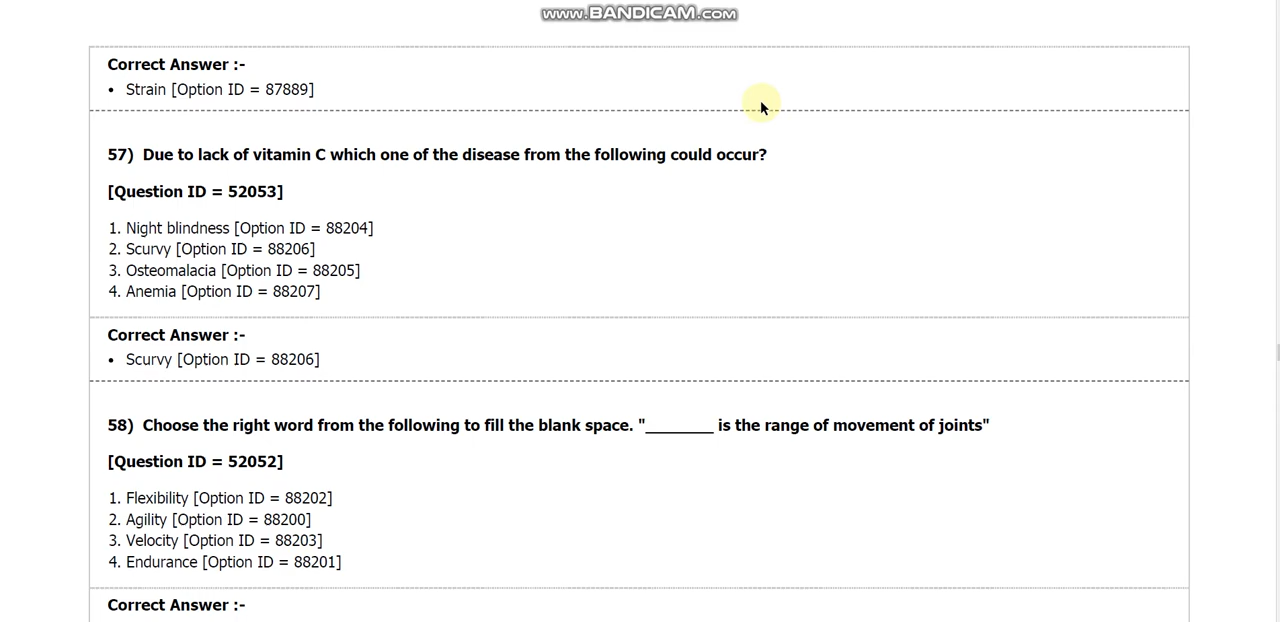 www.BANDICAM.com
Correct Answer :-
• Strain [Option ID = 87889]
57) Due to lack of vitamin C which one of the disease from the following could occur?
[Question ID = 52053]
1. Night blindness [Option ID = 88204]
2. Scurvy [Option ID = 88206]
3. Osteomalacia [Option ID = 88205]
4. Anemia [Option ID = 88207]
Correct Answer :-
• Scurvy [Option ID = 88206]
58) Choose the right word from the following to fill the blank space. "________ is the range of movement of joints"
[Question ID = 52052]
1. Flexibility [Option ID = 88202]
2. Agility [Option ID = 88200]
3. Velocity [Option ID = 88203]
4. Endurance [Option ID = 88201]
Correct Answer :-